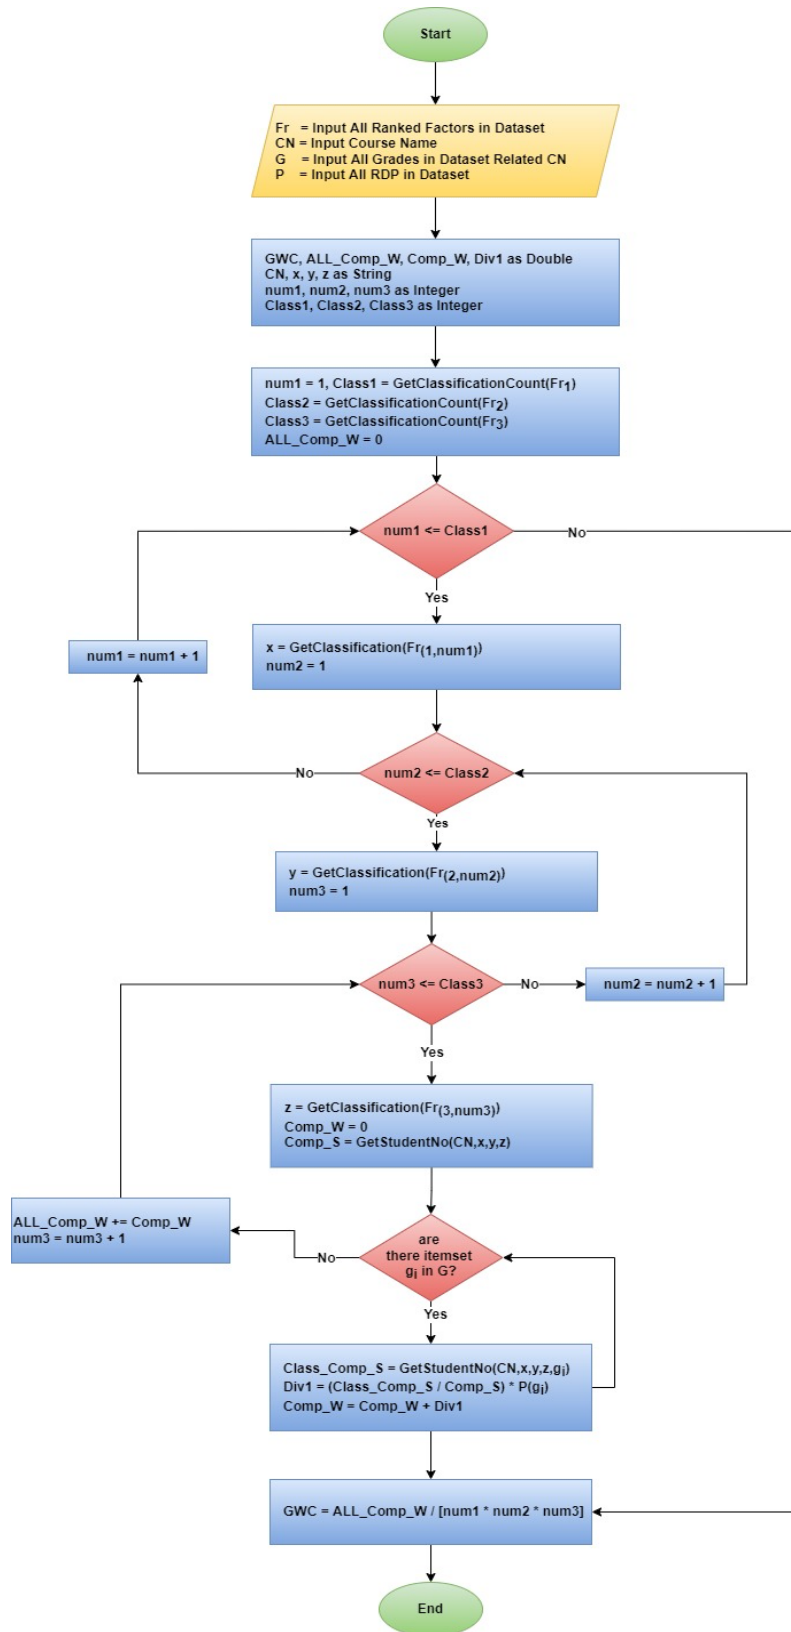 Start
Fr = Input All Ranked Factors in Dataset
CN = Input Course Name
G = Input All Grades in Dataset Related CN
P = Input All RDP in Dataset
GWC, ALL_Comp_W, Comp_W, Div1 as Double
CN, x, y, z as String
num1, num2, num3 as Integer
Class1, Class2, Class3 as Integer
num1 = 1, Class1 = GetClassificationCount(Fr1)
Class2 = GetClassificationCount(Fr2)
Class3 = GetClassificationCount(Fr3)
ALL_Comp_W = 0
num1 <= Class1
No
Yes
num1 = num1 + 1
x = GetClassification(Fr(1,num1))
num2 = 1
No
num2 <= Class2
Yes
y = GetClassification(Fr(2,num2))
num3 = 1
num3 <= Class3
No
num2 = num2 + 1
Yes
z = GetClassification(Fr(3,num3))
Comp_W = 0
Comp_S = GetStudentNo(CN,x,y,z)
ALL_Comp_W += Comp_W
num3 = num3 + 1
No
are
there itemset
gi in G?
Yes
Class_Comp_S = GetStudentNo(CN,x,y,z,gi)
Div1 = (Class_Comp_S / Comp_S) * P(gi)
Comp_W = Comp_W + Div1
GWC = ALL_Comp_W / [num1 * num2 * num3]
End